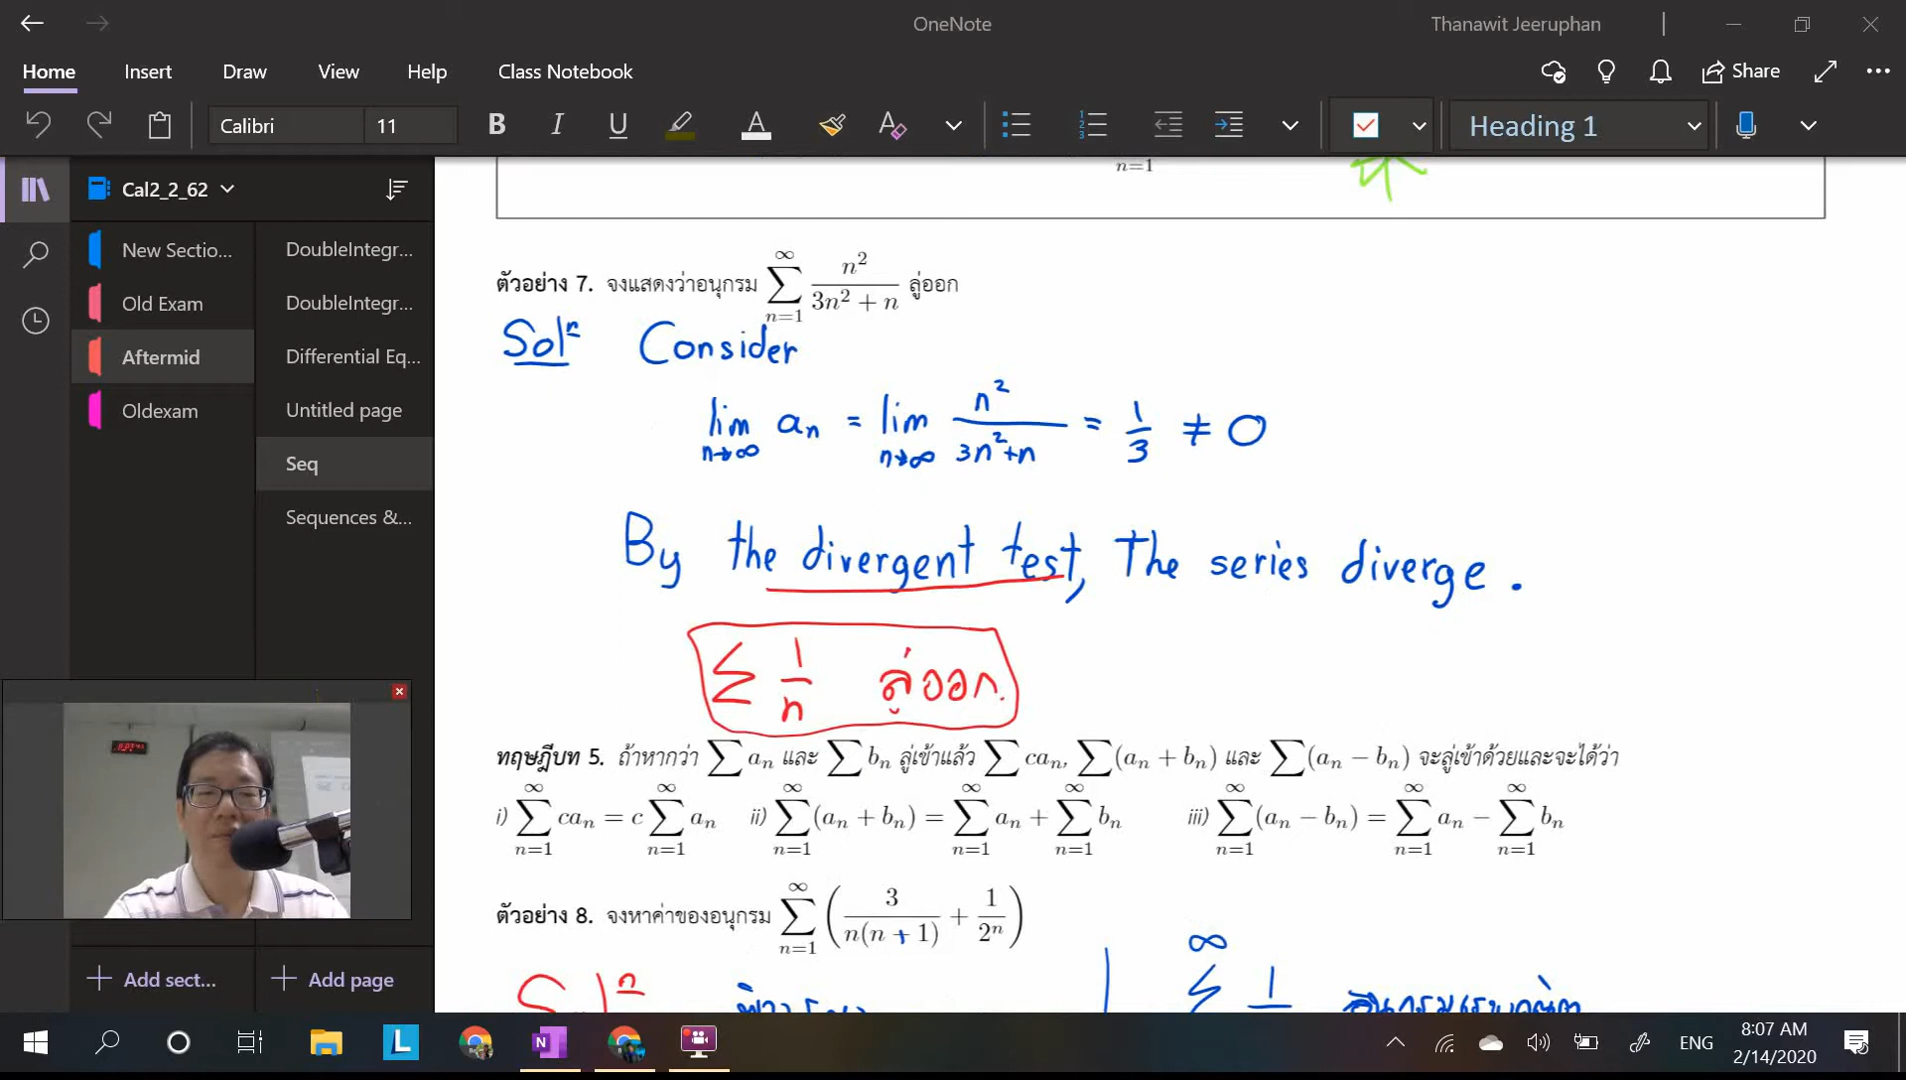 OneNote
Thanawit Jeeruphan
Home Insert Draw View Help Class Notebook
Share
Calibri 11 B I U A A Heading 1
Cal2_2_62
New Sectio...
Old Exam
Aftermid
Oldexam
Add sect...
DoubleIntegr...
DoubleIntegr...
Differential Eq...
Untitled page
Seq
Sequences &...
Add page
n=1
ตัวอย่าง 7. จงแสดงว่าอนุกรม ∑_{n=1}^{∞} n²/(3n² + n) ลู่ออก
Solⁿ Consider
lim_{n→∞} aₙ = lim_{n→∞} n²/(3n²+n) = 1/3 ≠ 0
By the divergent test, The series diverge.
∑ 1/n ลู่ออก.
ทฤษฎีบท 5. ถ้าหากว่า ∑ aₙ และ ∑ bₙ ลู่เข้าแล้ว ∑ caₙ, ∑(aₙ + bₙ) และ ∑(aₙ − bₙ) จะลู่เข้าด้วยและจะได้ว่า
i) ∑_{n=1}^{∞} caₙ = c ∑_{n=1}^{∞} aₙ ii) ∑_{n=1}^{∞} (aₙ + bₙ) = ∑_{n=1}^{∞} aₙ + ∑_{n=1}^{∞} bₙ iii) ∑_{n=1}^{∞} (aₙ − bₙ) = ∑_{n=1}^{∞} aₙ − ∑_{n=1}^{∞} bₙ
ตัวอย่าง 8. จงหาค่าของอนุกรม ∑_{n=1}^{∞} (3/(n(n + 1)) + 1/2ⁿ)
Solⁿ
∞
∑ 1
ENG
8:07 AM
2/14/2020